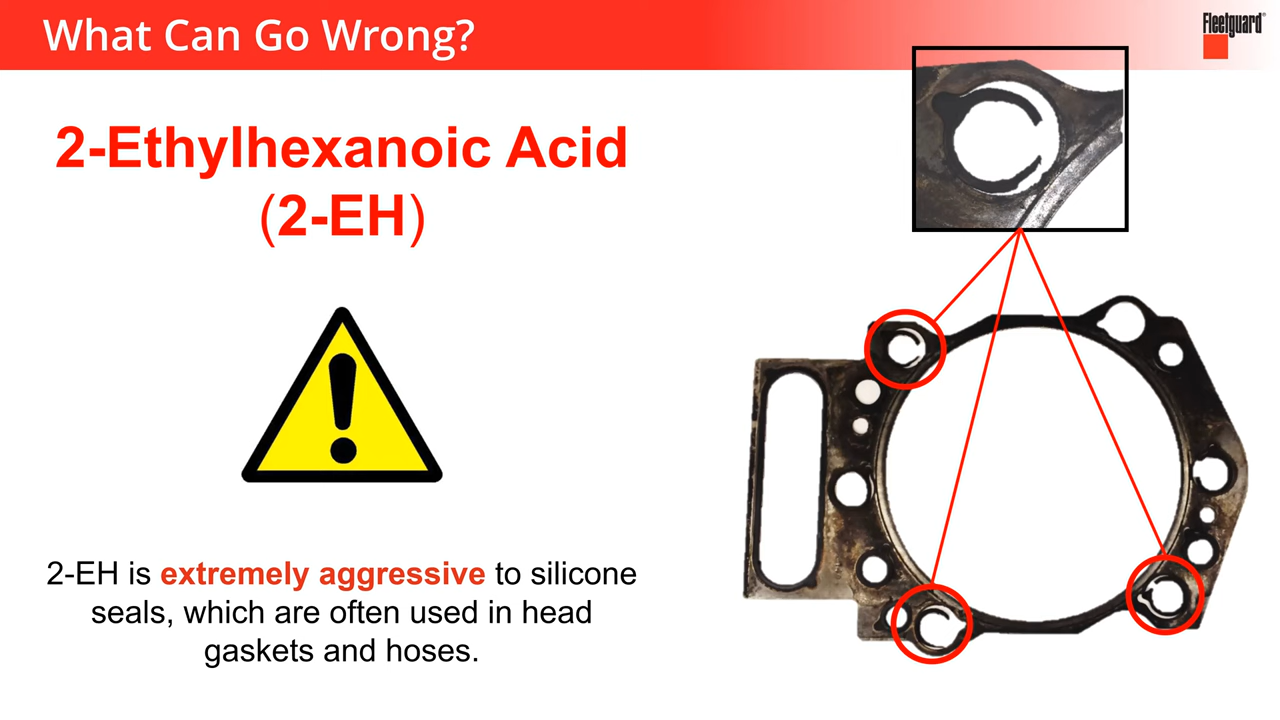 What Can Go Wrong?
Fleetguard®
2-Ethylhexanoic Acid
(2-EH)
2-EH is extremely aggressive to silicone
seals, which are often used in head
gaskets and hoses.